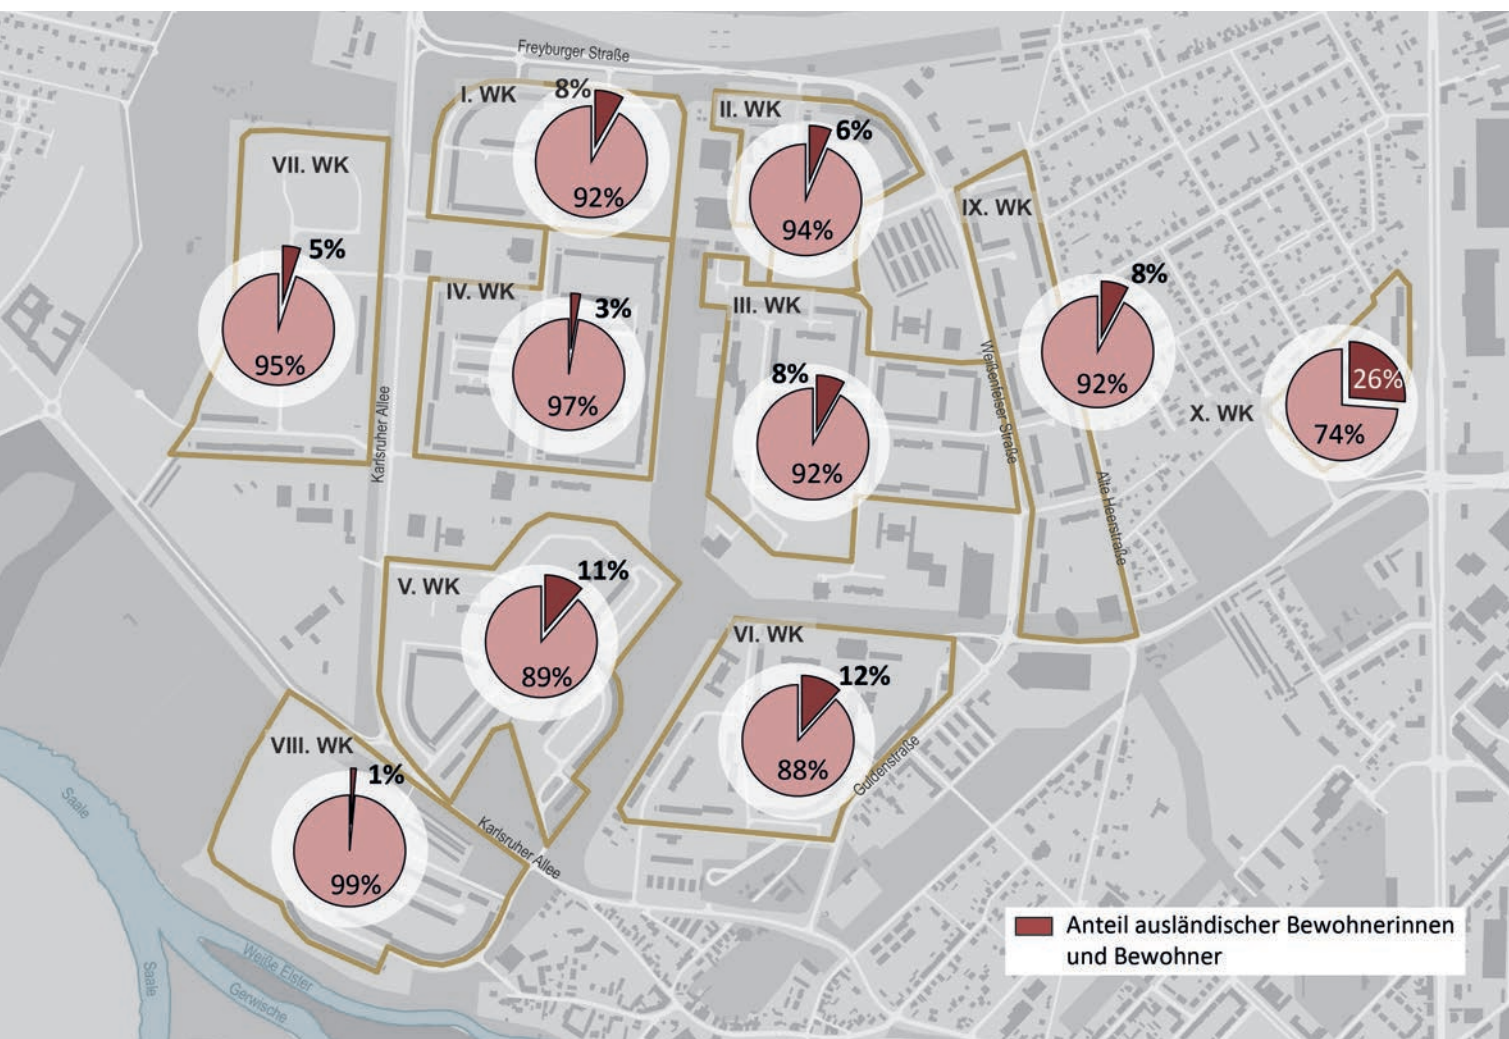 Freyburger Straße
I. WK
8%
92%
II. WK
6%
94%
VII. WK
5%
95%
IV. WK
3%
97%
III. WK
8%
92%
IX. WK
8%
92%
X. WK
26%
74%
Karlsruher Allee
Weißenfelser Straße
Alte Heerstraße
V. WK
11%
89%
VI. WK
12%
88%
Guldenstraße
VIII. WK
1%
99%
Karlsruher Allee
Saale
Saale
Weiße Elster
Gerwische
Anteil ausländischer Bewohnerinnen
und Bewohner